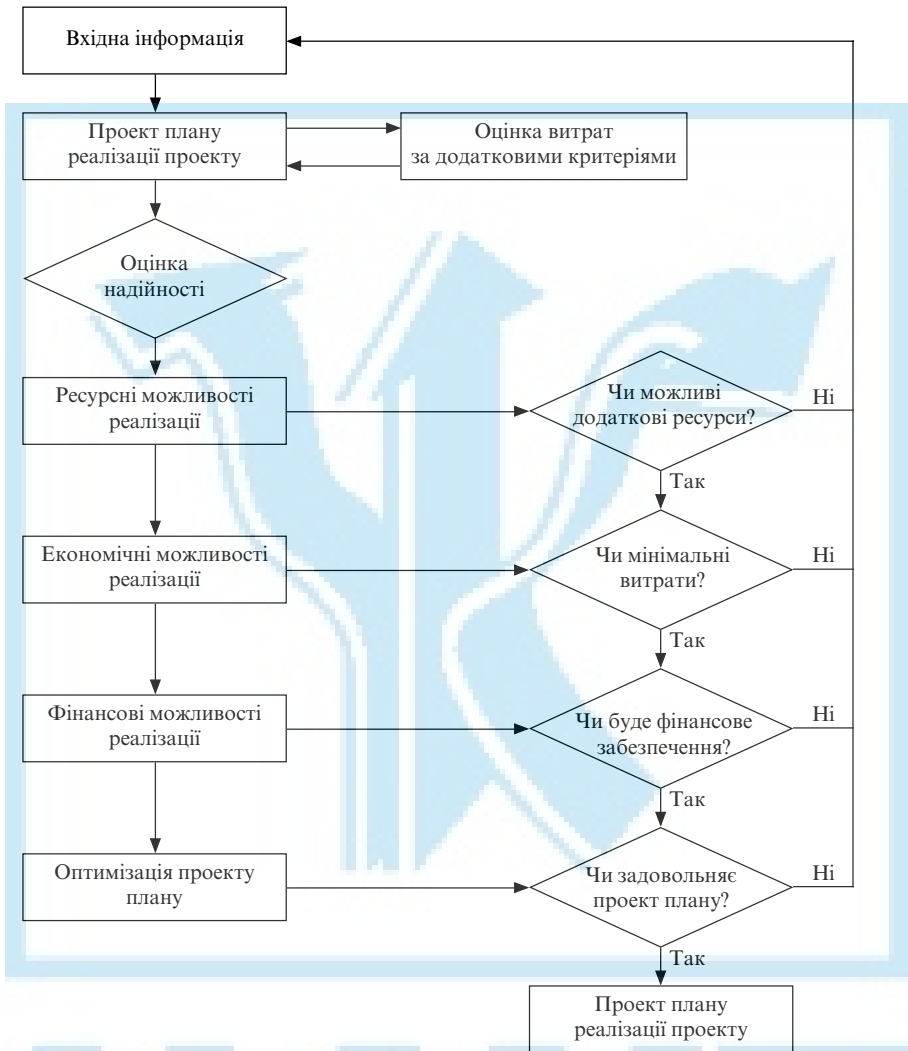 Вхідна інформація
Проект плану
реалізації проекту
Оцінка витрат
за додатковими критеріями
Оцінка
надійності
Ресурсні можливості
реалізації
Чи можливі
додаткові ресурси?
Ні
Так
Економічні можливості
реалізації
Чи мінімальні
витрати?
Ні
Так
Фінансові можливості
реалізації
Чи буде фінансове
забезпечення?
Ні
Так
Оптимізація проекту
плану
Чи задовольняє
проект плану?
Ні
Так
Проект плану
реалізації проекту